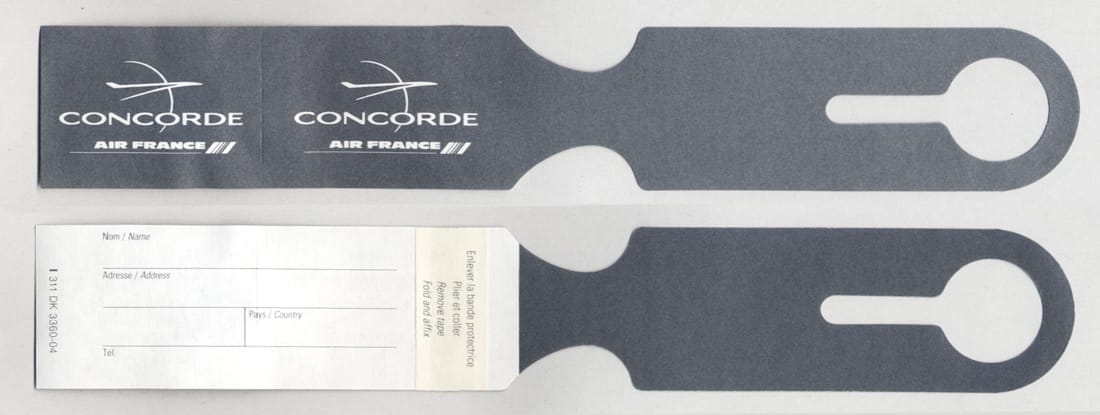 CONCORDE
AIR FRANCE
CONCORDE
AIR FRANCE
Nom / Name
Adresse / Address
Pays / Country
Tel.
I 311 DK 3360-04
Enlever la bande protectrice
Plier et coller
Remove tape
Fold and affix